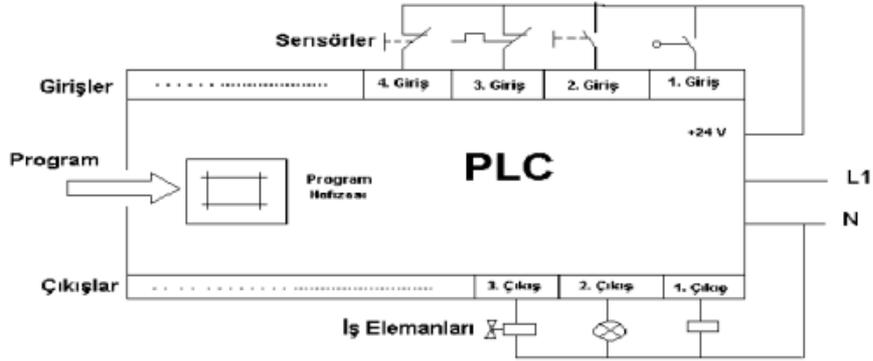 Sensörler
Girişler
4. Giriş
3. Giriş
2. Giriş
1. Giriş
+24 V
Program
PLC
Program
Hafızası
L1
N
Çıkışlar
3. Çıkış
2. Çıkış
1. Çıkış
İş Elemanları